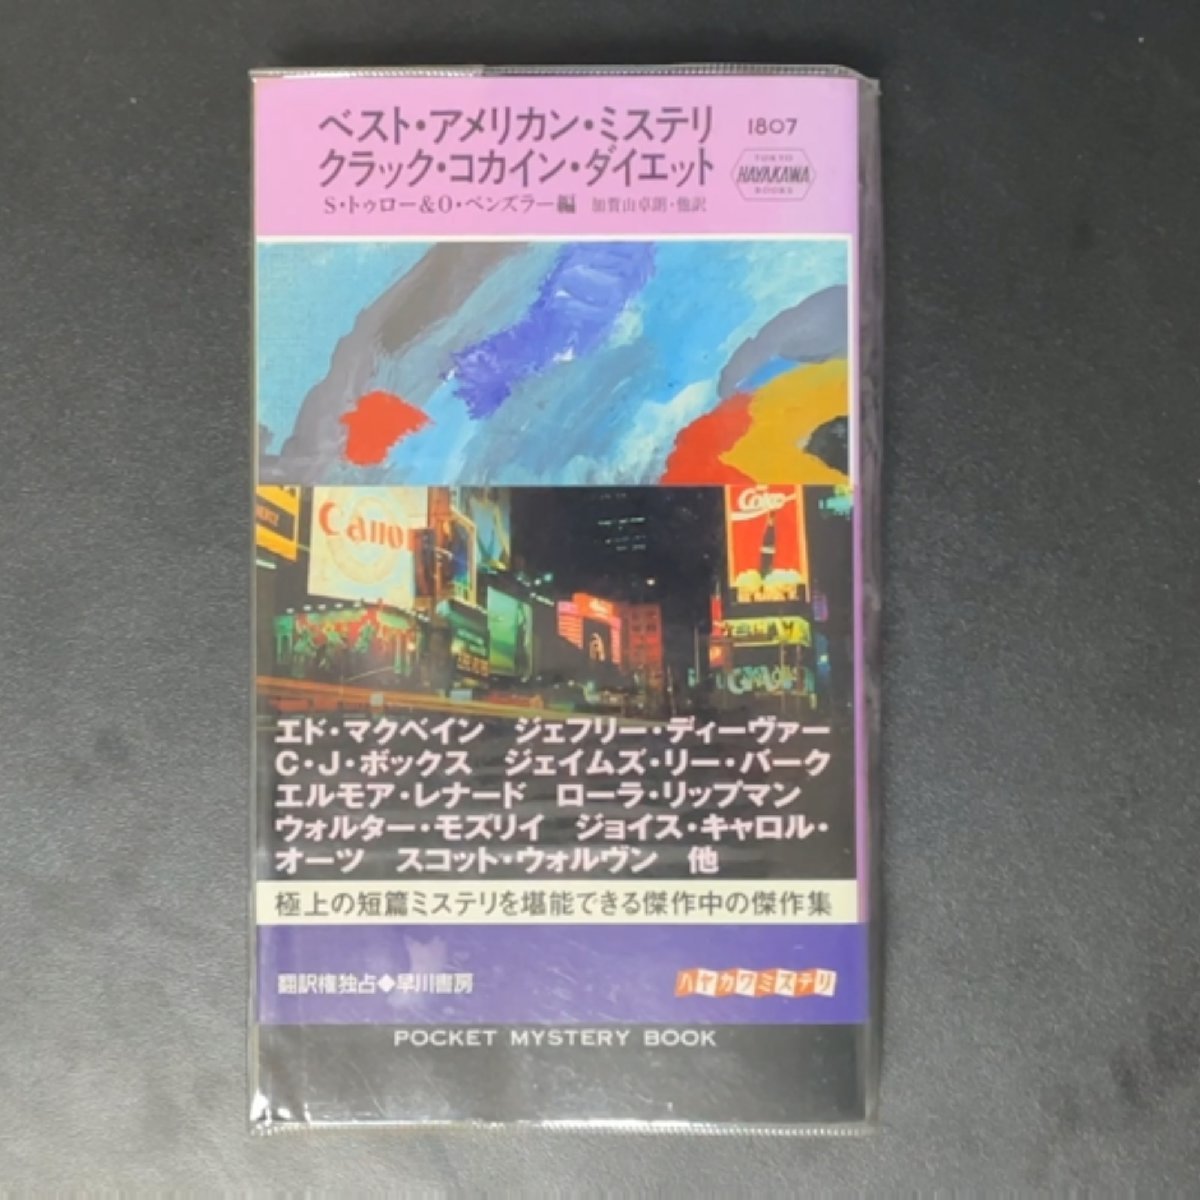 ベスト・アメリカン・ミステリ
クラック・コカイン・ダイエット
S・トゥロー&O・ペンズラー編 加賀山卓朗・他訳
1807
TOKYO
HAYAKAWA
BOOKS
Canon
Coke
エド・マクベイン ジェフリー・ディーヴァー
C・J・ボックス ジェイムズ・リー・バーク
エルモア・レナード ローラ・リップマン
ウォルター・モズリイ ジョイス・キャロル・
オーツ スコット・ウォルヴン 他
極上の短篇ミステリを堪能できる傑作中の傑作集
翻訳権独占◆早川書房
ハヤカワミステリ
POCKET MYSTERY BOOK